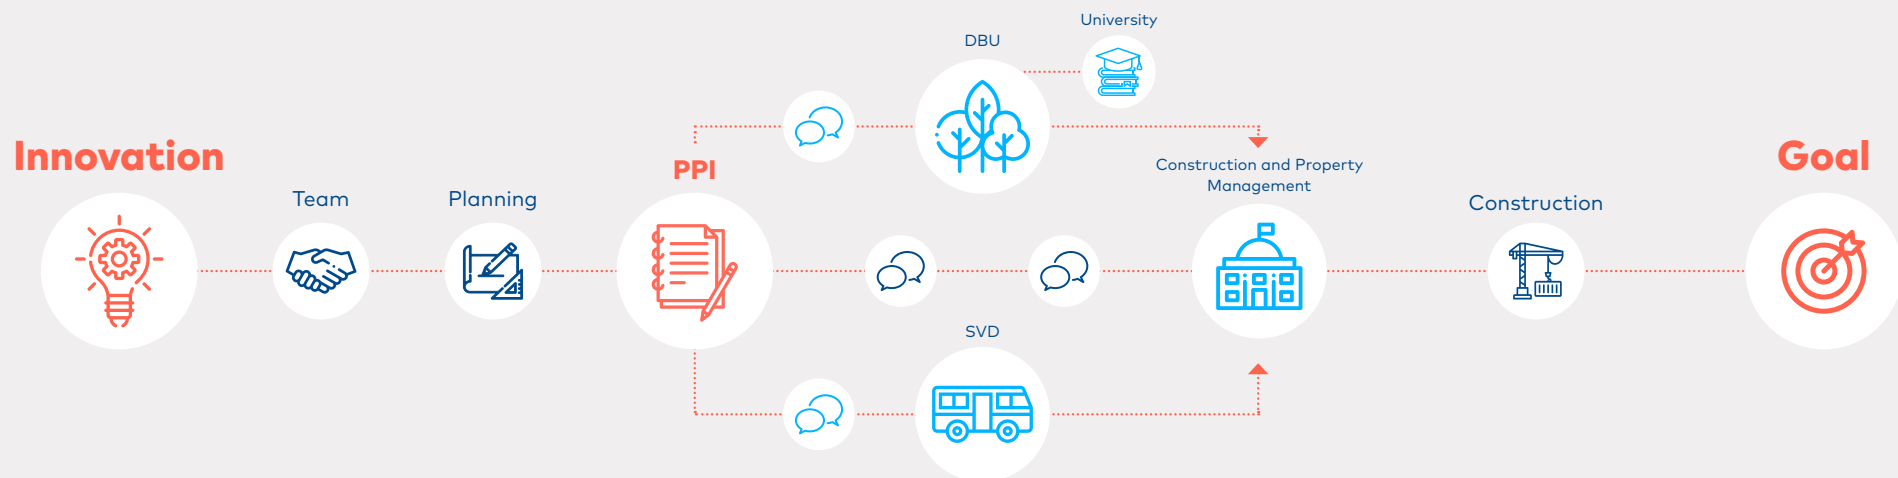 Innovation
Team
Planning
PPI
DBU
University
Construction and Property
Management
SVD
Construction
Goal